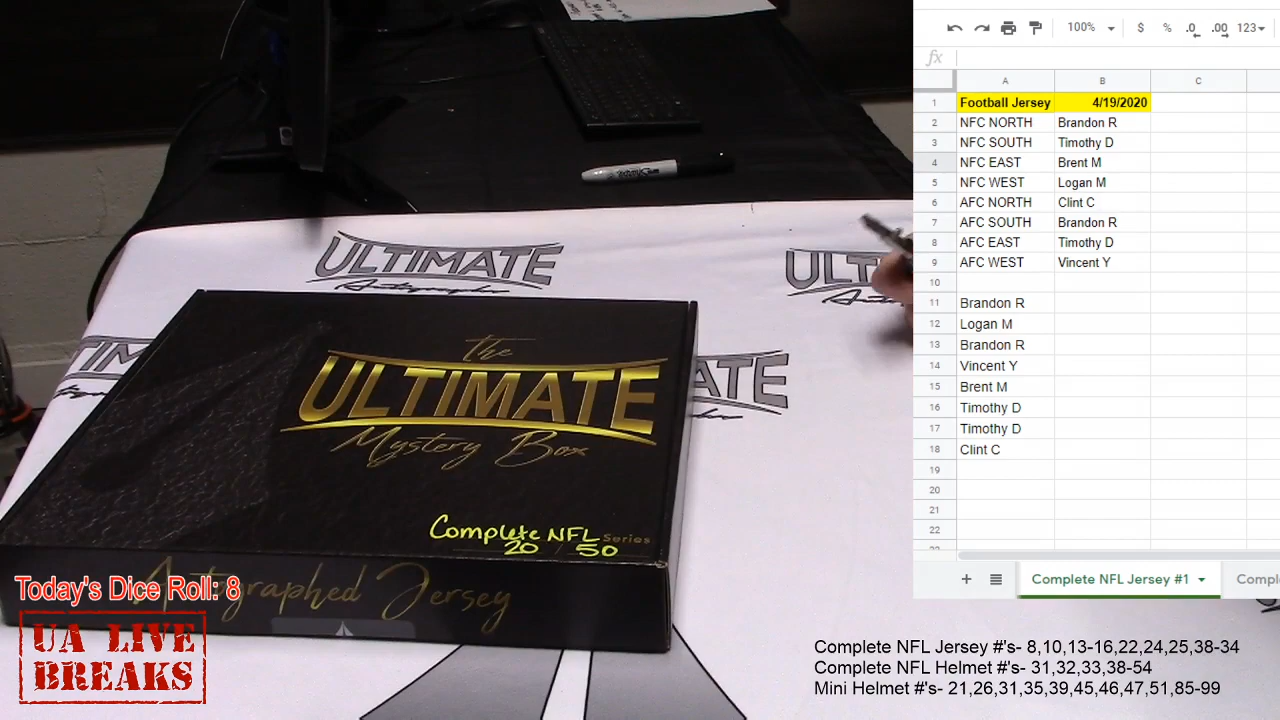 100%
$ % .0 .00 123
fx
A B C
1 Football Jersey 4/19/2020
2 NFC NORTH Brandon R
3 NFC SOUTH Timothy D
4 NFC EAST Brent M
5 NFC WEST Logan M
6 AFC NORTH Clint C
7 AFC SOUTH Brandon R
8 AFC EAST Timothy D
9 AFC WEST Vincent Y
10
11 Brandon R
12 Logan M
13 Brandon R
14 Vincent Y
15 Brent M
16 Timothy D
17 Timothy D
18 Clint C
19
20
21
22
Complete NFL Jersey #1
ULTIMATE
Autographs
The
ULTIMATE
Mystery Box
Complete NFL Series
20 / 50
Autographed Jersey
Today's Dice Roll: 8
UA LIVE
BREAKS
Complete NFL Jersey #'s- 8,10,13-16,22,24,25,38-34
Complete NFL Helmet #'s- 31,32,33,38-54
Mini Helmet #'s- 21,26,31,35,39,45,46,47,51,85-99